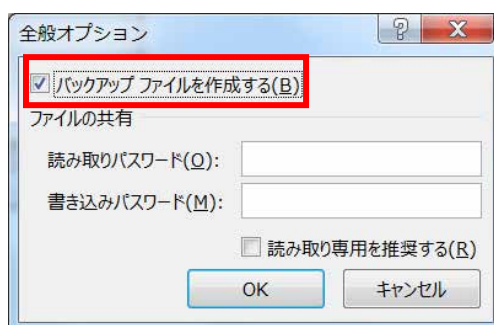 全般オプション
バックアップ ファイルを作成する(B)
ファイルの共有
読み取りパスワード(O):
書き込みパスワード(M):
読み取り専用を推奨する(R)
OK キャンセル